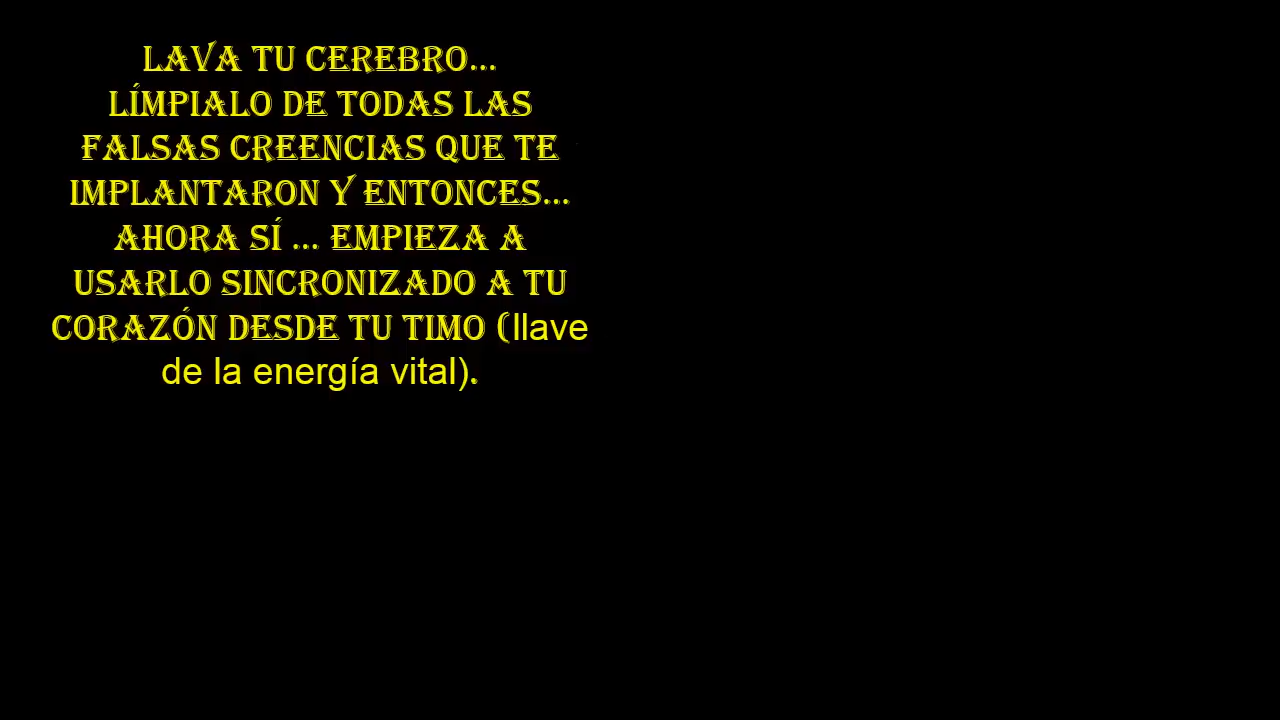 LAVA TU CEREBRO...
LÍMPIALO DE TODAS LAS
FALSAS CREENCIAS QUE TE
IMPLANTARON Y ENTONCES...
AHORA SÍ ... EMPIEZA A
USARLO SINCRONIZADO A TU
CORAZÓN DESDE TU TIMO (llave
de la energía vital).